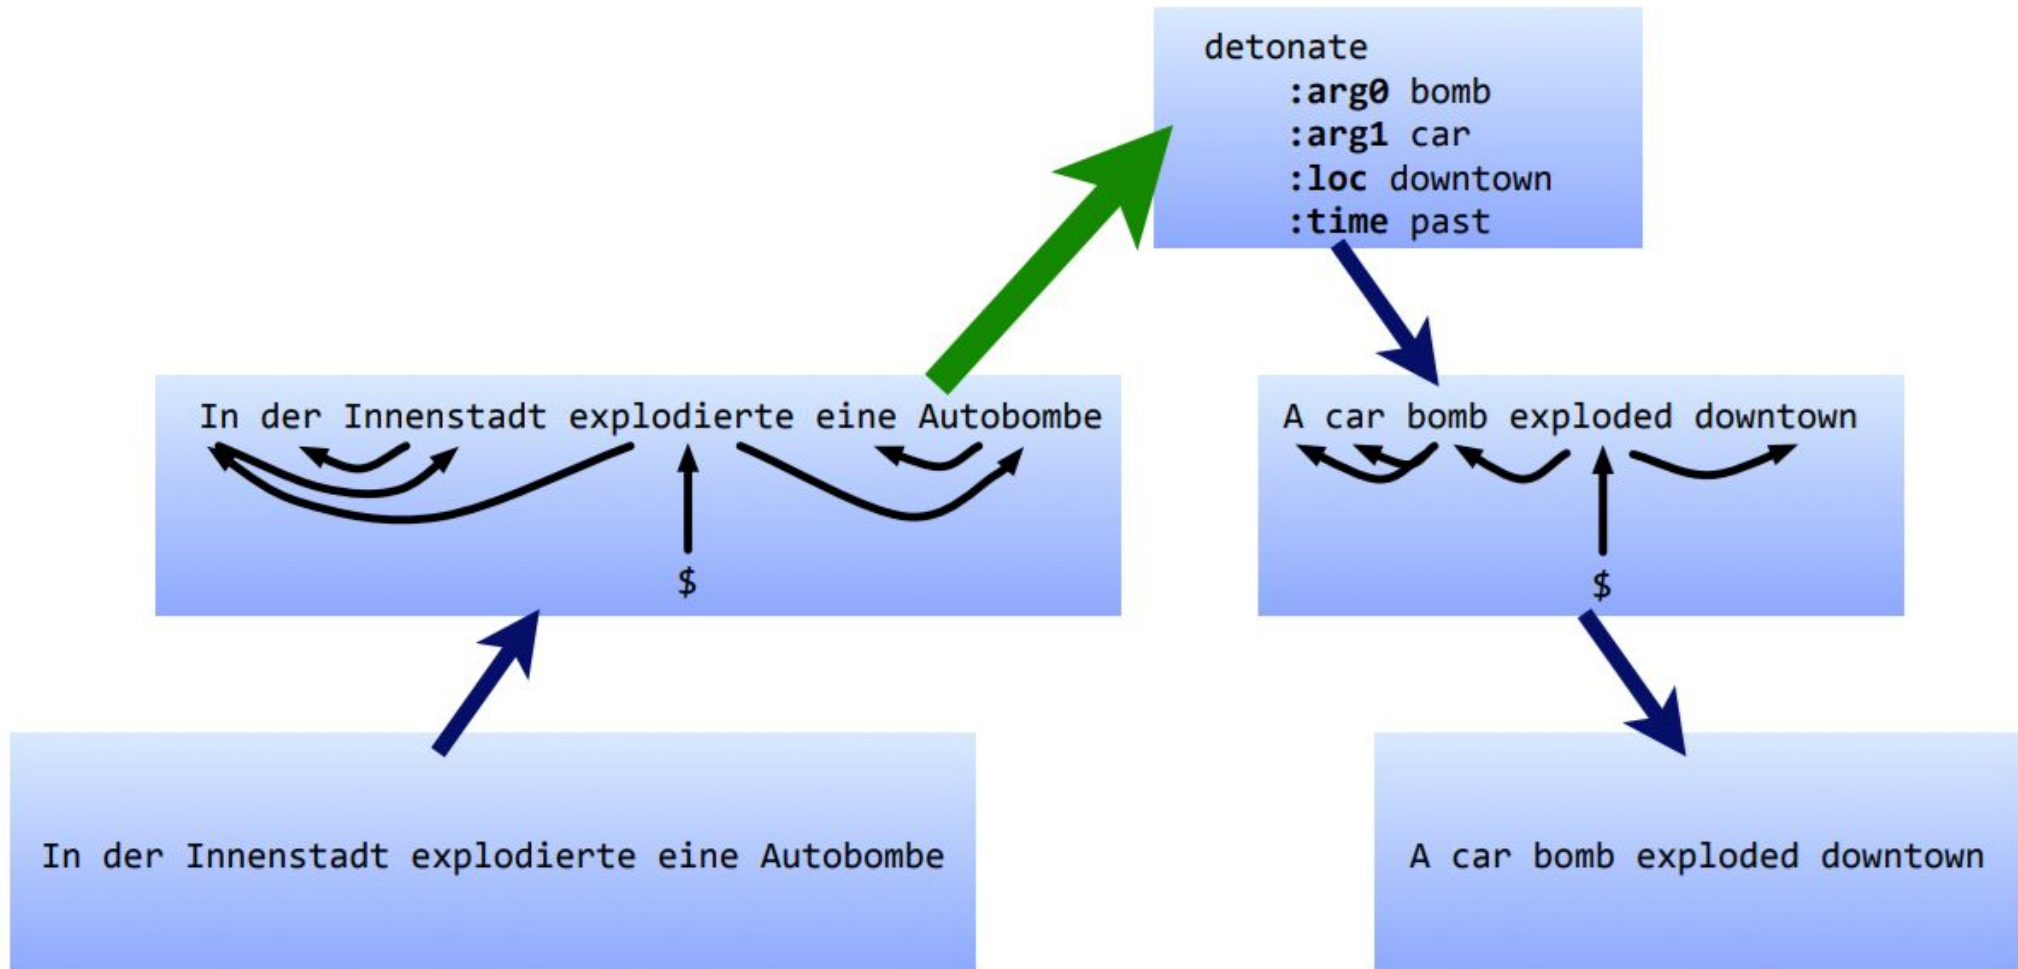 detonate
:arg0 bomb
:arg1 car
:loc downtown
:time past
In der Innenstadt explodierte eine Autobombe
$
A car bomb exploded downtown
$
In der Innenstadt explodierte eine Autobombe
A car bomb exploded downtown